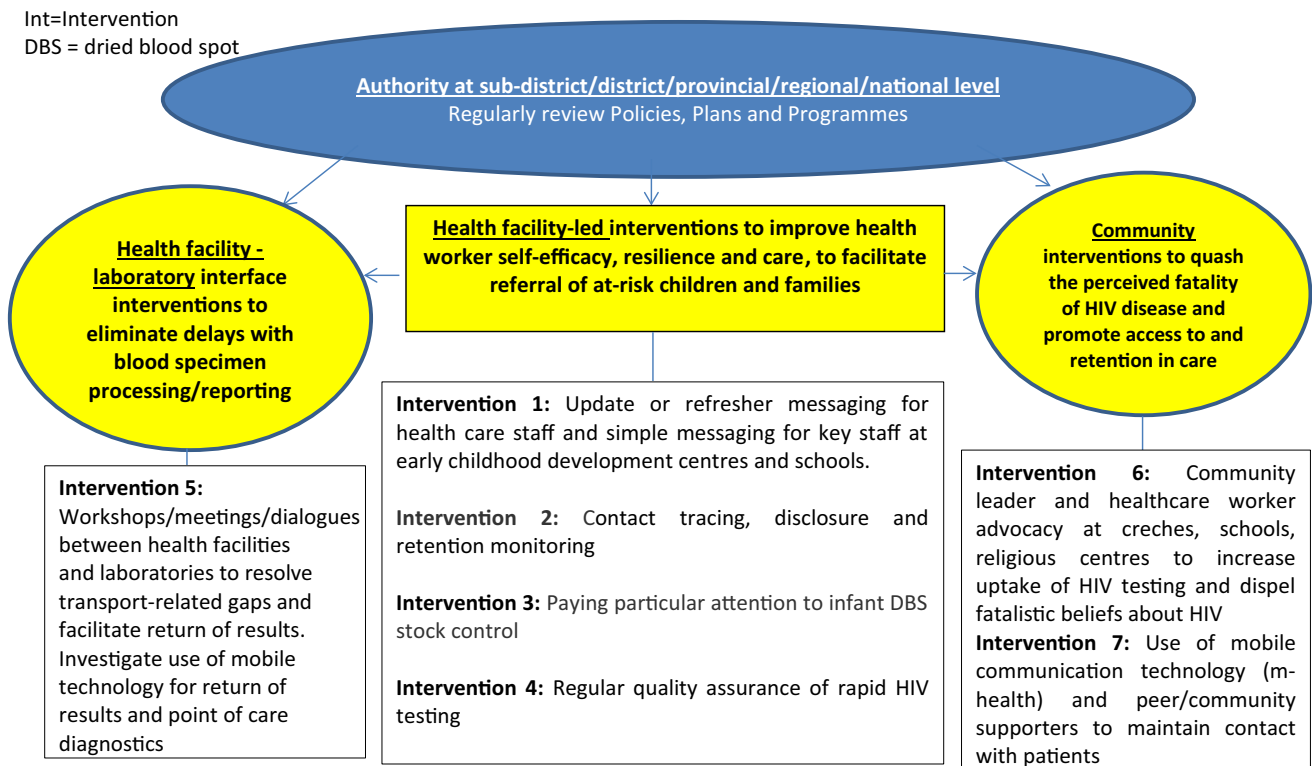 Int=Intervention
DBS = dried blood spot
Authority at sub-district/district/provincial/regional/national level
Regularly review Policies, Plans and Programmes
Health facility -
laboratory interface
interventions to
eliminate delays with
blood specimen
processing/reporting
Health facility-led interventions to improve health
worker self-efficacy, resilience and care, to facilitate
referral of at-risk children and families
Community
interventions to quash
the perceived fatality
of HIV disease and
promote access to and
retention in care
Intervention 5:
Workshops/meetings/dialogues
between health facilities
and laboratories to resolve
transport-related gaps and
facilitate return of results.
Investigate use of mobile
technology for return of
results and point of care
diagnostics
Intervention 1: Update or refresher messaging for
health care staff and simple messaging for key staff at
early childhood development centres and schools.
Intervention 2: Contact tracing, disclosure and
retention monitoring
Intervention 3: Paying particular attention to infant DBS
stock control
Intervention 4: Regular quality assurance of rapid HIV
testing
Intervention 6: Community
leader and healthcare worker
advocacy at creches, schools,
religious centres to increase
uptake of HIV testing and dispel
fatalistic beliefs about HIV
Intervention 7: Use of mobile
communication technology (m-
health) and peer/community
supporters to maintain contact
with patients